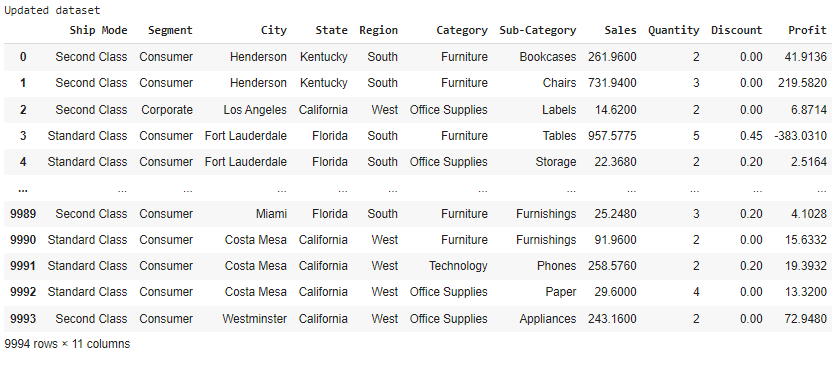 Updated dataset
Ship Mode Segment City State Region Category Sub-Category Sales Quantity Discount Profit
0 Second Class Consumer Henderson Kentucky South Furniture Bookcases 261.9600 2 0.00 41.9136
1 Second Class Consumer Henderson Kentucky South Furniture Chairs 731.9400 3 0.00 219.5820
2 Second Class Corporate Los Angeles California West Office Supplies Labels 14.6200 2 0.00 6.8714
3 Standard Class Consumer Fort Lauderdale Florida South Furniture Tables 957.5775 5 0.45 -383.0310
4 Standard Class Consumer Fort Lauderdale Florida South Office Supplies Storage 22.3680 2 0.20 2.5164
... ... ... ... ... ... ... ... ... ... ... ...
9989 Second Class Consumer Miami Florida South Furniture Furnishings 25.2480 3 0.20 4.1028
9990 Standard Class Consumer Costa Mesa California West Furniture Furnishings 91.9600 2 0.00 15.6332
9991 Standard Class Consumer Costa Mesa California West Technology Phones 258.5760 2 0.20 19.3932
9992 Standard Class Consumer Costa Mesa California West Office Supplies Paper 29.6000 4 0.00 13.3200
9993 Second Class Consumer Westminster California West Office Supplies Appliances 243.1600 2 0.00 72.9480
9994 rows × 11 columns